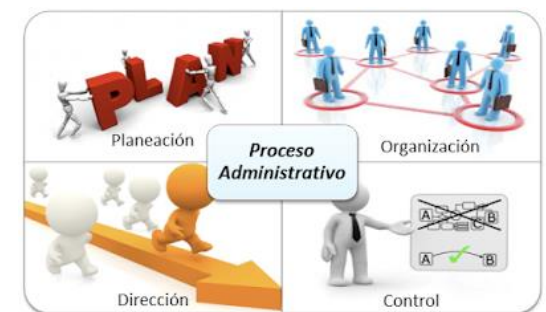 PLAN
Planeación
Organización
Proceso
Administrativo
Dirección
Control
A
B
C
A
B